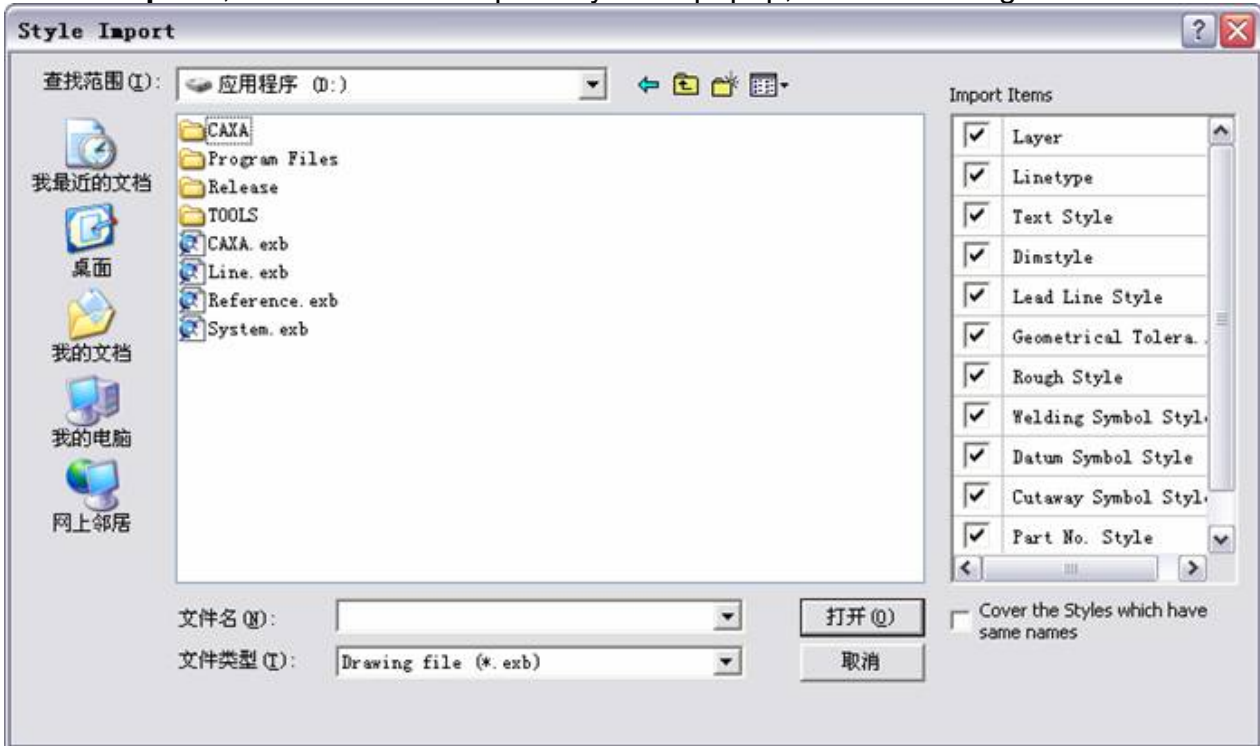 Style Import
查找范围(I):
应用程序 (D:)
我最近的文档
桌面
我的文档
我的电脑
网上邻居
CAXA
Program Files
Release
TOOLS
CAXA.exb
Line.exb
Reference.exb
System.exb
文件名(N):
打开(O)
文件类型(T):
Drawing file (*.exb)
取消
Import Items
Layer
Linetype
Text Style
Dimstyle
Lead Line Style
Geometrical Tolera..
Rough Style
Welding Symbol Styl
Datum Symbol Style
Cutaway Symbol Styl
Part No. Style
Cover the Styles which have
same names